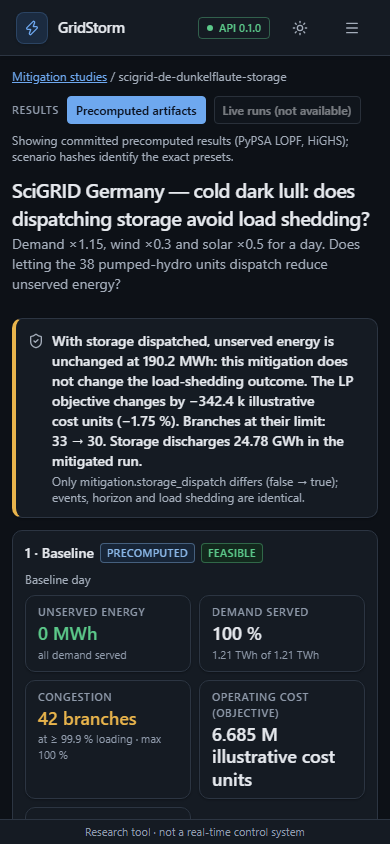 GridStorm
API 0.1.0
Mitigation studies / scigrid-de-dunkelflaute-storage
RESULTS
Precomputed artifacts
Live runs (not available)
Showing committed precomputed results (PyPSA LOPF, HiGHS);
scenario hashes identify the exact presets.
SciGRID Germany — cold dark lull: does
dispatching storage avoid load shedding?
Demand ×1.15, wind ×0.3 and solar ×0.5 for a day. Does
letting the 38 pumped-hydro units dispatch reduce
unserved energy?
With storage dispatched, unserved energy is
unchanged at 190.2 MWh: this mitigation does
not change the load-shedding outcome. The LP
objective changes by −342.4 k illustrative
cost units (−1.75 %). Branches at their limit:
33 → 30. Storage discharges 24.78 GWh in the
mitigated run.
Only mitigation.storage_dispatch differs (false → true);
events, horizon and load shedding are identical.
1 · Baseline
PRECOMPUTED
FEASIBLE
Baseline day
UNSERVED ENERGY
0 MWh
all demand served
DEMAND SERVED
100 %
1.21 TWh of 1.21 TWh
CONGESTION
42 branches
at ≥ 99.9 % loading · max
100 %
OPERATING COST
(OBJECTIVE)
6.685 M
illustrative cost
units
Research tool · not a real-time control system